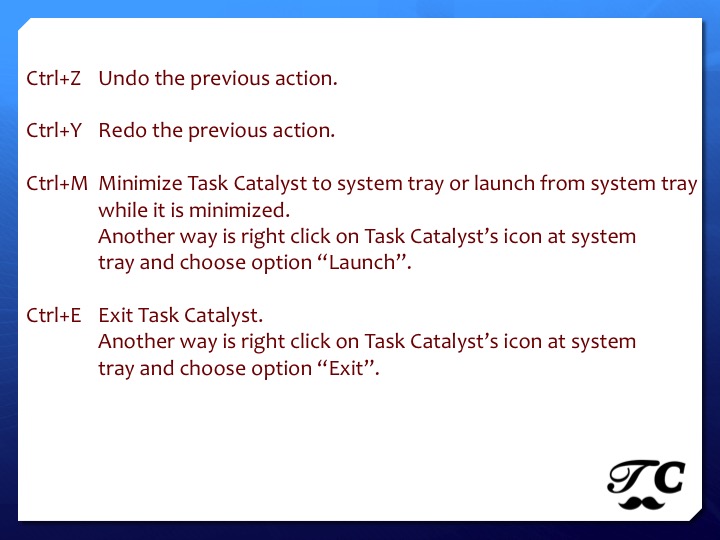 Ctrl+Z Undo the previous action.
Ctrl+Y Redo the previous action.
Ctrl+M Minimize Task Catalyst to system tray or launch from system tray
while it is minimized.
Another way is right click on Task Catalyst’s icon at system
tray and choose option “Launch”.
Ctrl+E Exit Task Catalyst.
Another way is right click on Task Catalyst’s icon at system
tray and choose option “Exit”.
TC